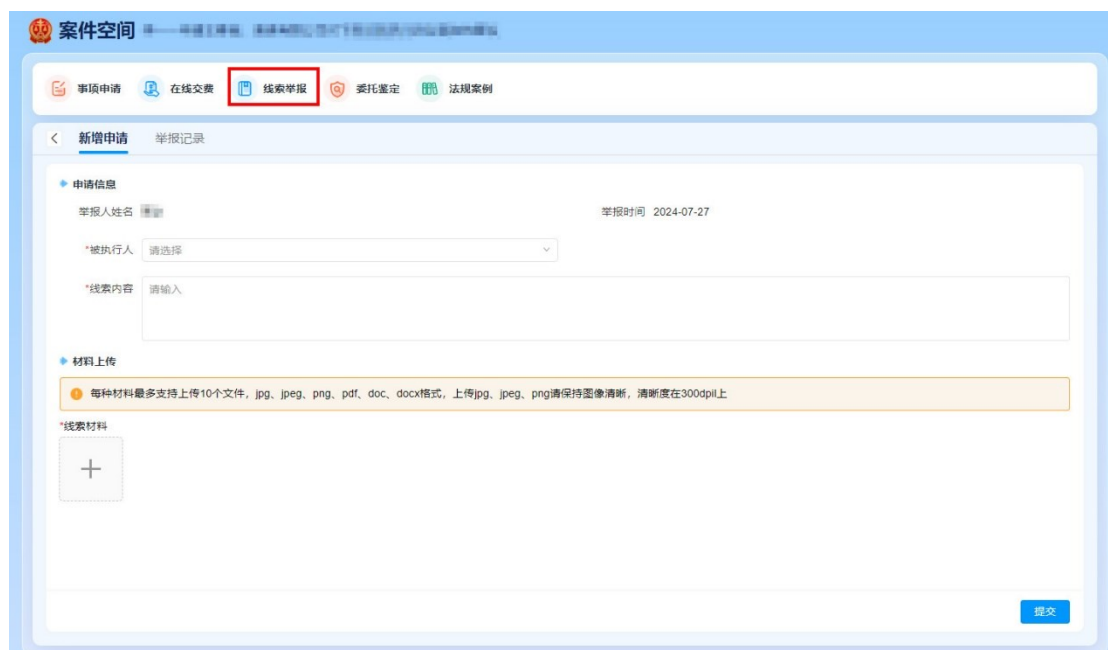 案件空间
事项申请 在线交费 线索举报 委托鉴定 法规案例
新增申请 举报记录
申请信息
举报人姓名
举报时间 2024-07-27
*被执行人 请选择
*线索内容 请输入
材料上传
每种材料最多支持上传10个文件，jpg、jpeg、png、pdf、doc、docx格式，上传jpg、jpeg、png请保持图像清晰，清晰度在300dpi上
*线索材料
提交